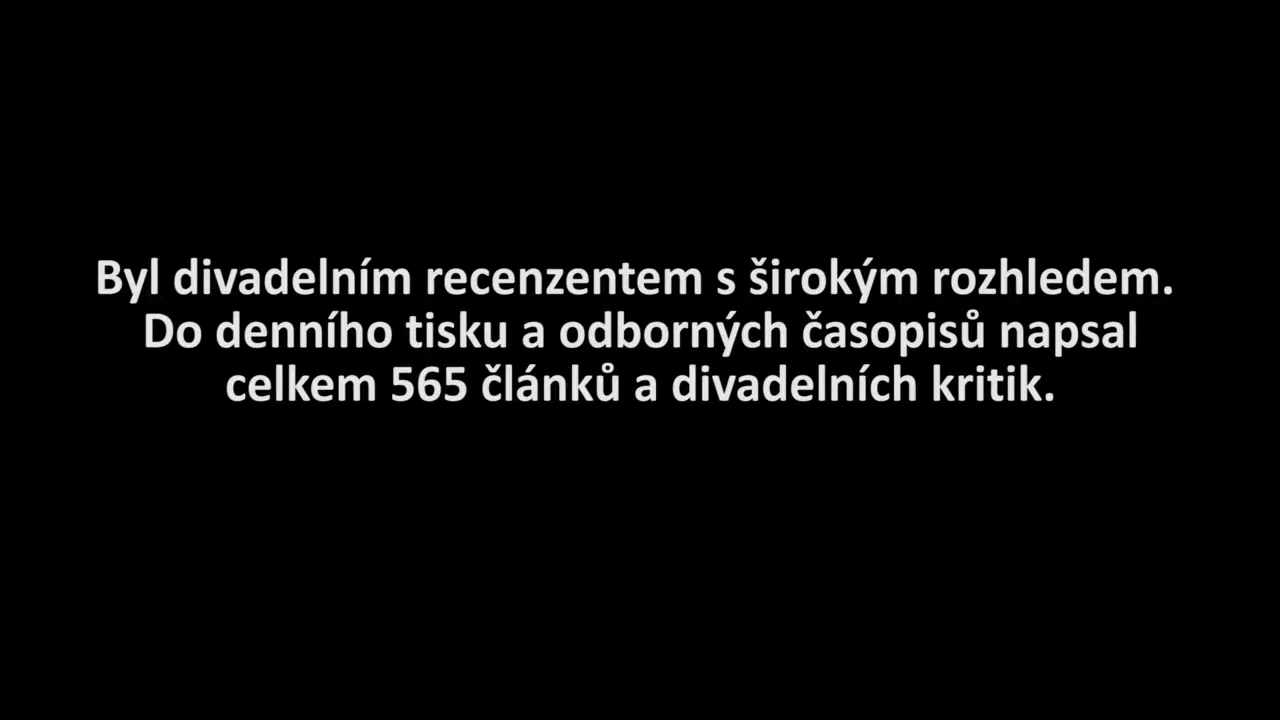 Byl divadelním recenzentem s širokým rozhledem.
Do denního tisku a odborných časopisů napsal
celkem 565 článků a divadelních kritik.